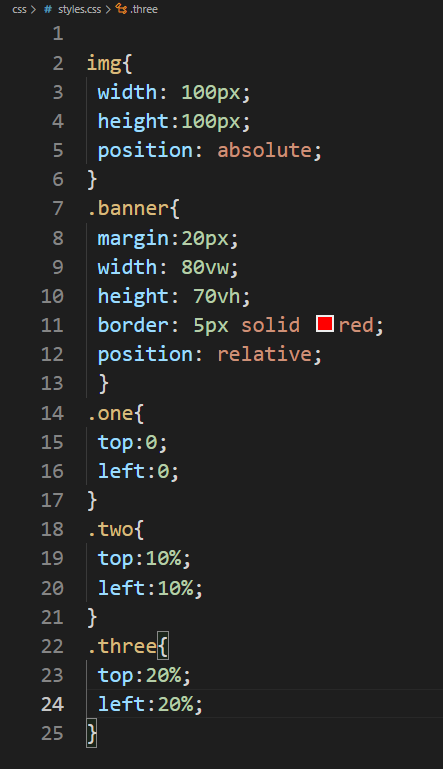 css > # styles.css > .three
1
2 img{
3 width: 100px;
4 height:100px;
5 position: absolute;
6 }
7 .banner{
8 margin:20px;
9 width: 80vw;
10 height: 70vh;
11 border: 5px solid red;
12 position: relative;
13 }
14 .one{
15 top:0;
16 left:0;
17 }
18 .two{
19 top:10%;
20 left:10%;
21 }
22 .three{
23 top:20%;
24 left:20%;
25 }